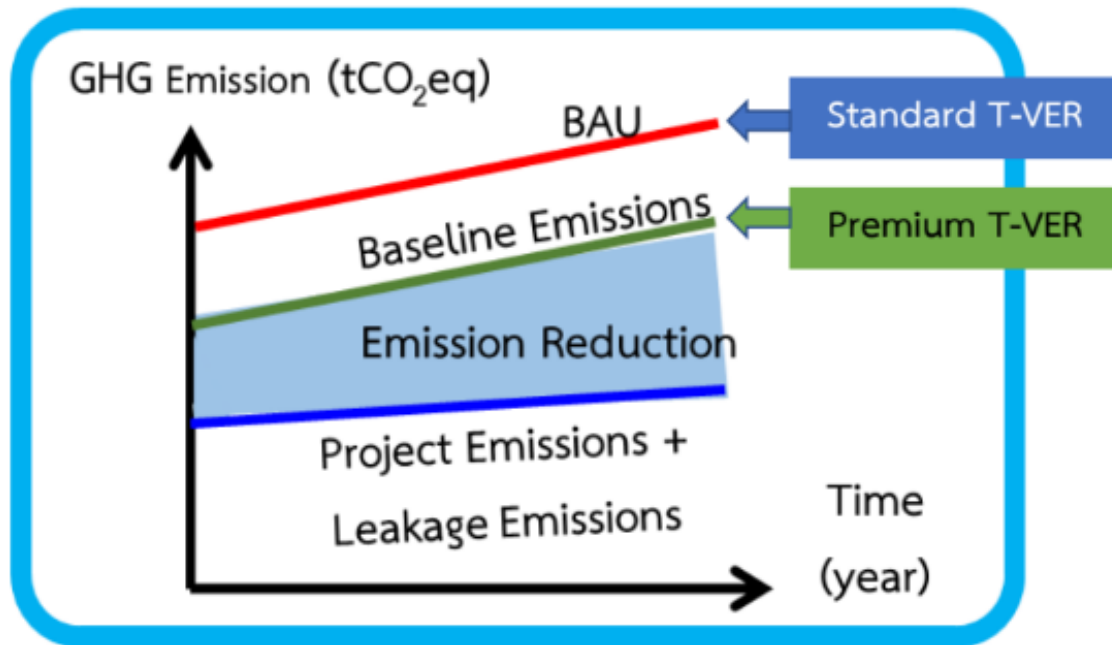 GHG Emission (tCO₂eq)
BAU
Standard T-VER
Baseline Emissions
Premium T-VER
Emission Reduction
Project Emissions +
Leakage Emissions
Time
(year)